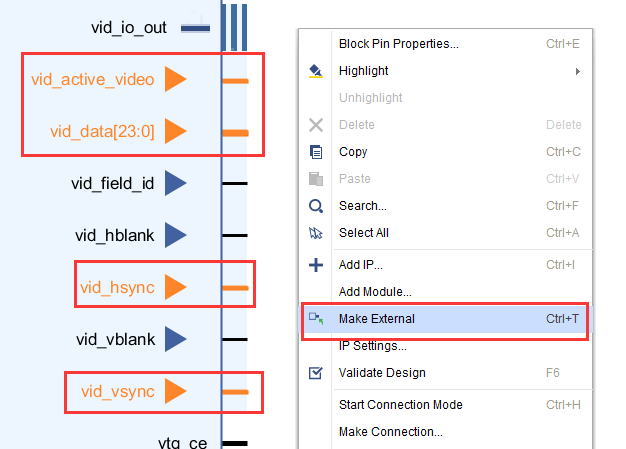 vid_io_out
vid_active_video
vid_data[23:0]
vid_field_id
vid_hblank
vid_hsync
vid_vblank
vid_vsync
vtg_ce
Block Pin Properties... Ctrl+E
Highlight
Unhighlight
Delete Delete
Copy Ctrl+C
Paste Ctrl+V
Search... Ctrl+F
Select All Ctrl+A
Add IP... Ctrl+I
Add Module...
Make External Ctrl+T
IP Settings...
Validate Design F6
Start Connection Mode Ctrl+H
Make Connection...